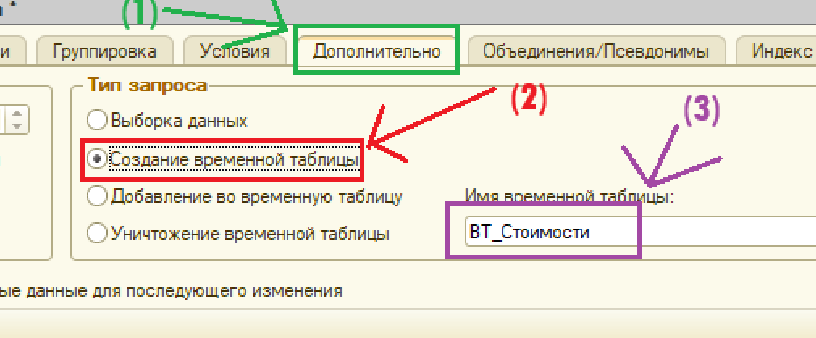 (1)
и Группировка Условия Дополнительно Объединения/Псевдонимы Индекс
Тип запроса
(2)
Выборка данных
(3)
Создание временной таблицы
Добавление во временную таблицу Имя временной таблицы:
Уничтожение временной таблицы ВТ_Стоимости
ые данные для последующего изменения